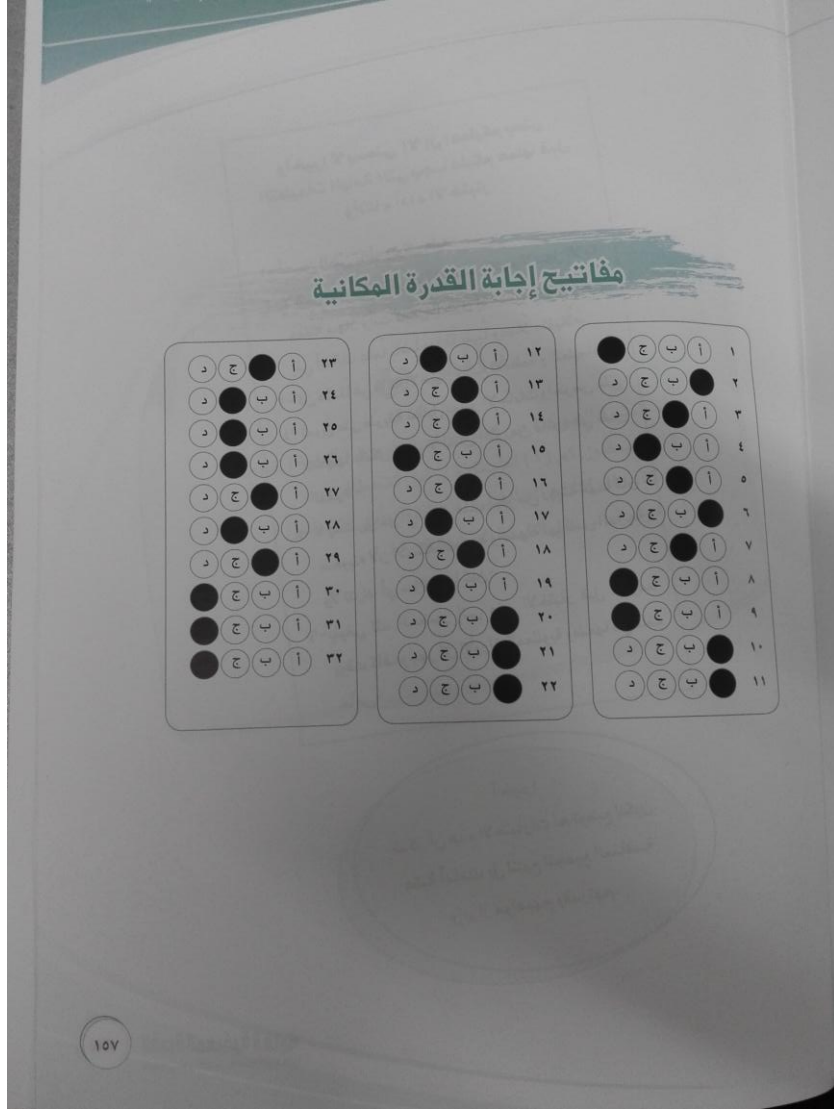 مفاتيح إجابة القدرة المكانية
١ أ ب ج
٢ ب ج د
٣ أ ج د
٤ أ ب د
٥ أ ج د
٦ ب ج د
٧ أ ج د
٨ أ ب ج
٩ أ ب ج
١٠ ب ج د
١١ ب ج د
١٢ أ ب د
١٣ أ ج د
١٤ أ ج د
١٥ أ ب ج
١٦ أ ج د
١٧ أ ب د
١٨ أ ج د
١٩ أ ب د
٢٠ ب ج د
٢١ ب ج د
٢٢ ب ج د
٢٣ أ ج د
٢٤ أ ب د
٢٥ أ ب د
٢٦ أ ب د
٢٧ أ ج د
٢٨ أ ب د
٢٩ أ ج د
٣٠ أ ب ج
٣١ أ ب ج
٣٢ أ ب ج
١٥٧